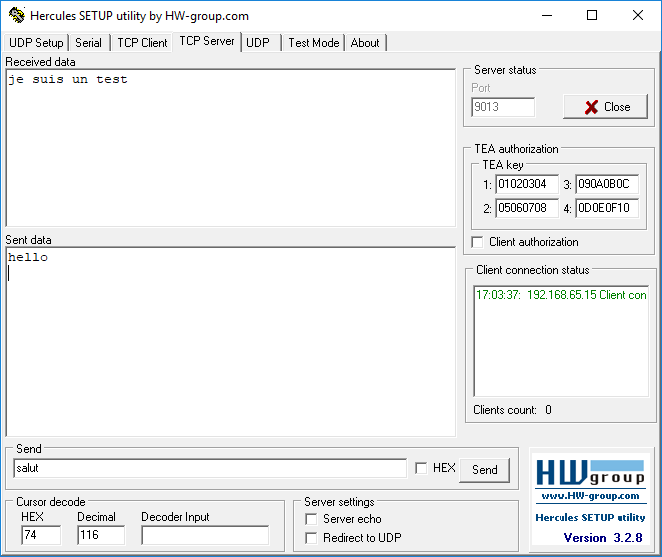 Hercules SETUP utility by HW-group.com
UDP Setup Serial TCP Client TCP Server UDP Test Mode About
Received data
je suis un test
Sent data
hello
Server status
Port
9013 Close
TEA authorization
TEA key
1: 01020304 3: 090A0B0C
2: 05060708 4: 0D0E0F10
Client authorization
Client connection status
17:03:37: 192.168.65.15 Client con
Clients count: 0
Send
salut HEX Send
Cursor decode
HEX Decimal Decoder Input
74 116
Server settings
Server echo
Redirect to UDP
HW group
www.HW-group.com
Hercules SETUP utility
Version 3.2.8